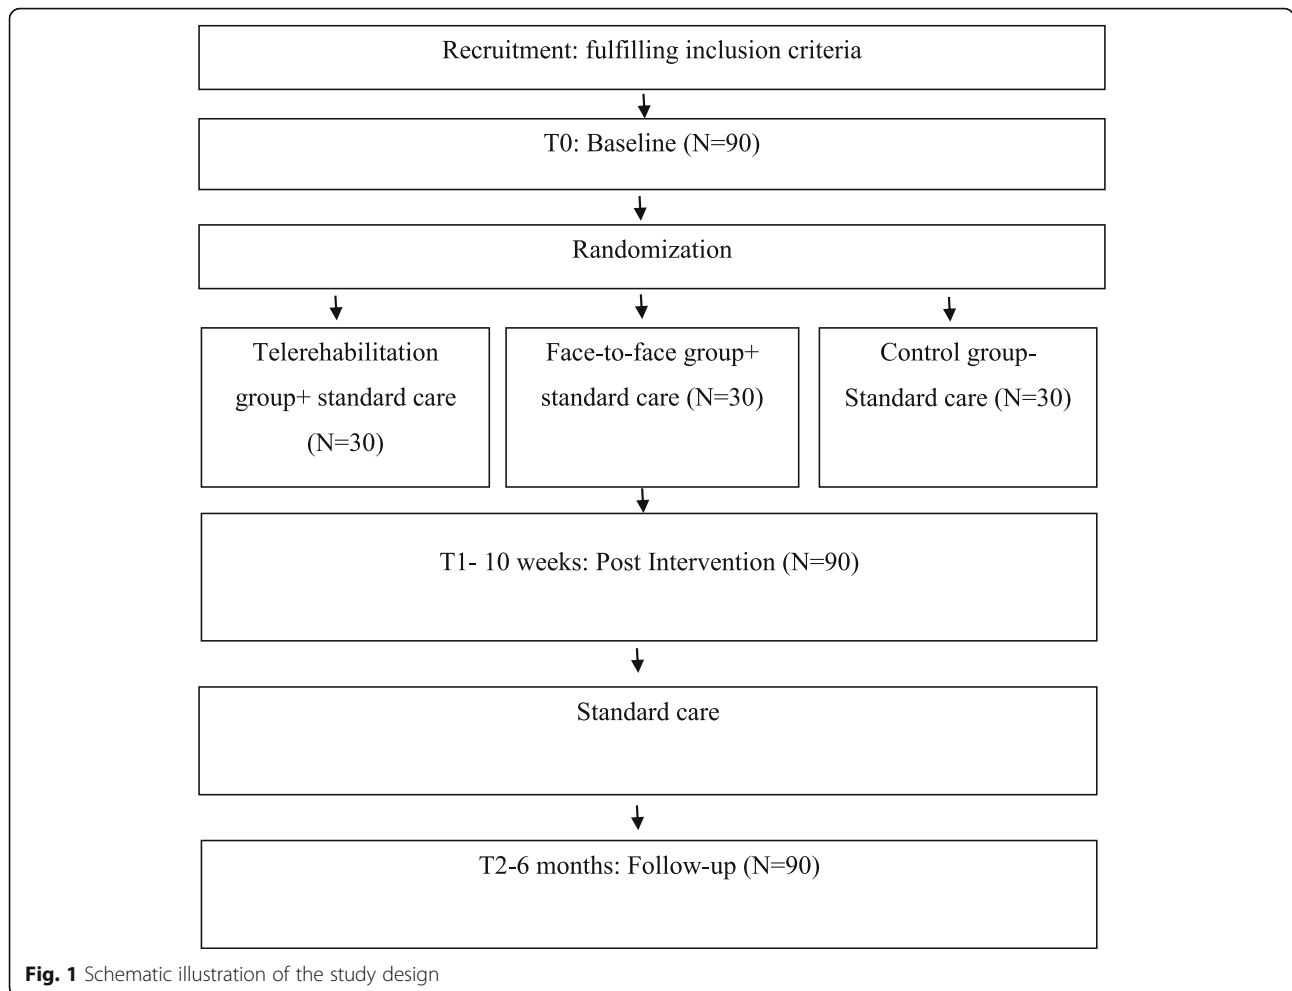 Recruitment: fulfilling inclusion criteria
T0: Baseline (N=90)
Randomization
Telerehabilitation
group+ standard care
(N=30)
Face-to-face group+
standard care (N=30)
Control group-
Standard care (N=30)
T1- 10 weeks: Post Intervention (N=90)
Standard care
T2-6 months: Follow-up (N=90)
Fig. 1 Schematic illustration of the study design